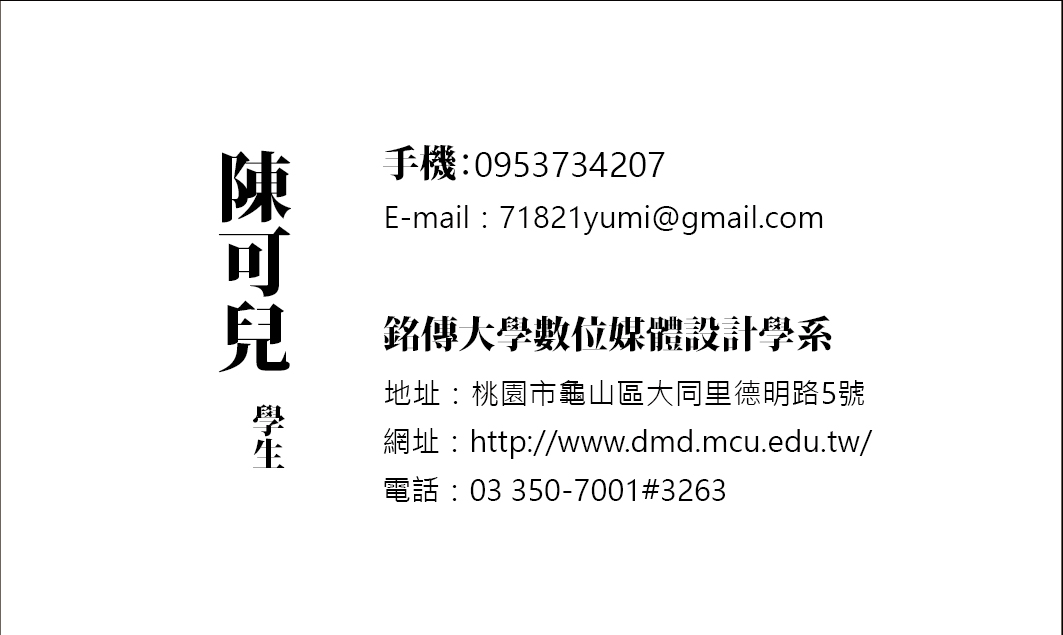 陳可兒
學生
手機:0953734207
E-mail：71821yumi@gmail.com
銘傳大學數位媒體設計學系
地址：桃園市龜山區大同里德明路5號
網址：http://www.dmd.mcu.edu.tw/
電話：03 350-7001#3263